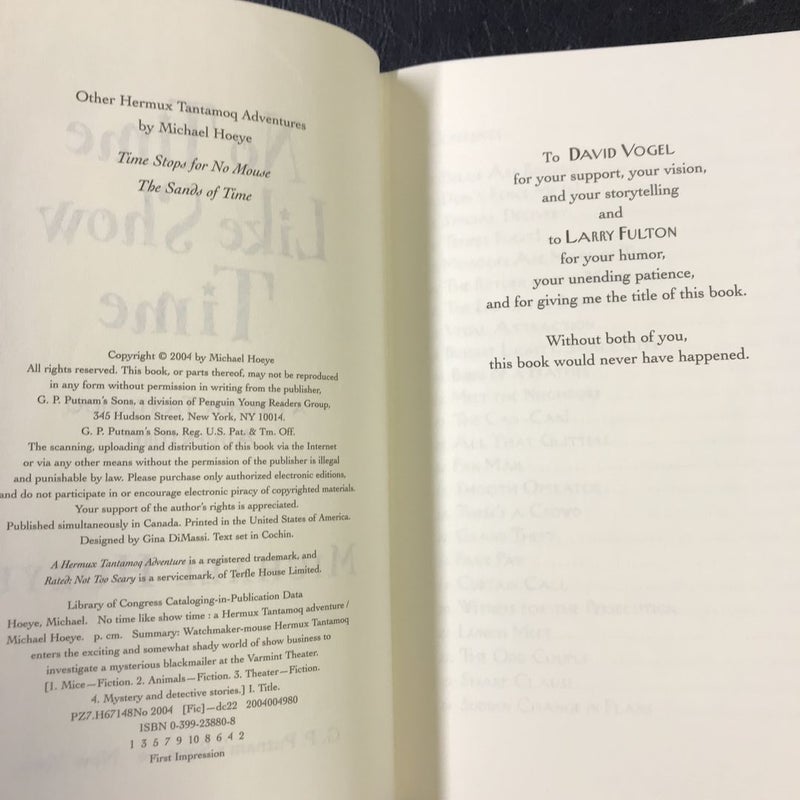 Other Hermux Tantamoq Adventures
by Michael Hoeye
Time Stops for No Mouse
The Sands of Time
No Time
Like Show
Time
Copyright © 2004 by Michael Hoeye
All rights reserved. This book, or parts thereof, may not be reproduced
in any form without permission in writing from the publisher,
G. P. Putnam's Sons, a division of Penguin Young Readers Group,
345 Hudson Street, New York, NY 10014.
G. P. Putnam's Sons, Reg. U.S. Pat. & Tm. Off.
The scanning, uploading and distribution of this book via the Internet
or via any other means without the permission of the publisher is illegal
and punishable by law. Please purchase only authorized electronic editions,
and do not participate in or encourage electronic piracy of copyrighted materials.
Your support of the author's rights is appreciated.
Published simultaneously in Canada. Printed in the United States of America.
Designed by Gina DiMassi. Text set in Cochin.
A Hermux Tantamoq Adventure is a registered trademark, and
Rated: Not Too Scary is a servicemark, of Terfle House Limited.
Library of Congress Cataloging-in-Publication Data
Hoeye, Michael. No time like show time : a Hermux Tantamoq adventure /
Michael Hoeye. p. cm. Summary: Watchmaker-mouse Hermux Tantamoq
enters the exciting and somewhat shady world of show business to
investigate a mysterious blackmailer at the Varmint Theater.
[1. Mice—Fiction. 2. Animals—Fiction. 3. Theater—Fiction.
4. Mystery and detective stories.] I. Title.
PZ7.H67148No 2004 [Fic]—dc22 2004004980
ISBN 0-399-23880-8
1 3 5 7 9 10 8 6 4 2
First Impression
To DAVID VOGEL
for your support, your vision,
and your storytelling
and
to LARRY FULTON
for your humor,
your unending patience,
and for giving me the title of this book.
Without both of you,
this book would never have happened.